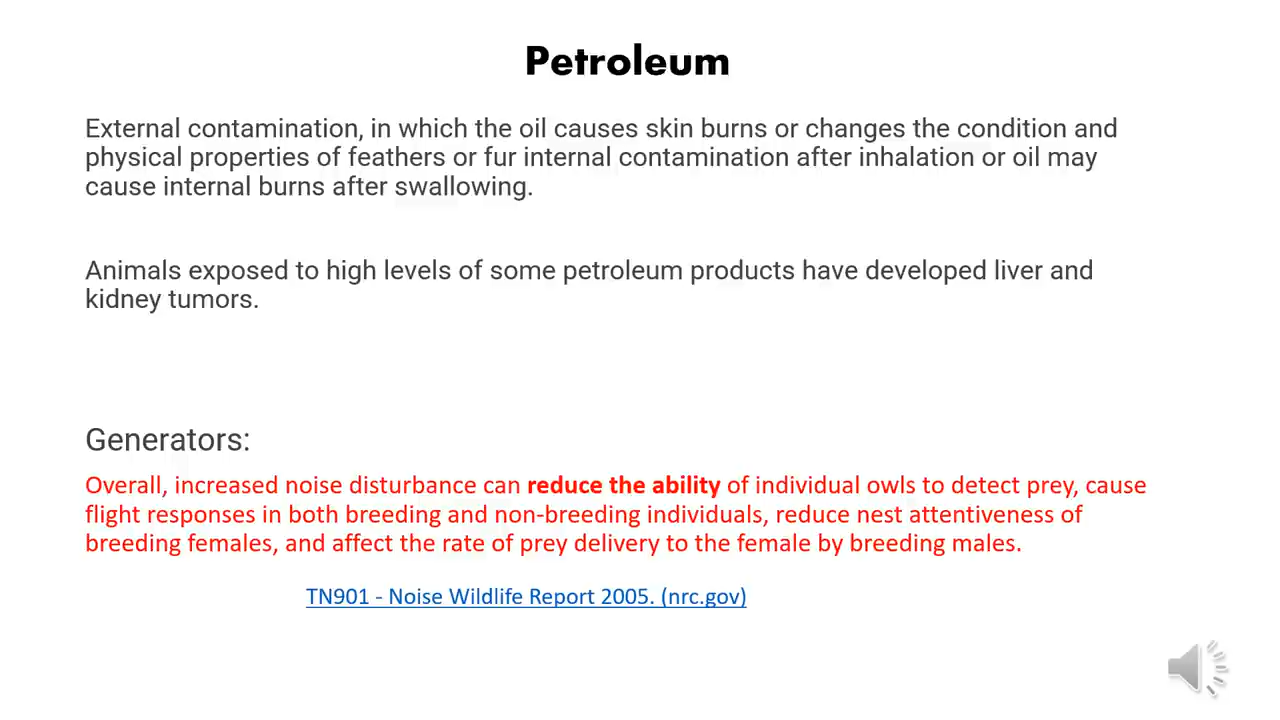 Petroleum
External contamination, in which the oil causes skin burns or changes the condition and
physical properties of feathers or fur internal contamination after inhalation or oil may
cause internal burns after swallowing.
Animals exposed to high levels of some petroleum products have developed liver and
kidney tumors.
Generators:
Overall, increased noise disturbance can reduce the ability of individual owls to detect prey, cause
flight responses in both breeding and non-breeding individuals, reduce nest attentiveness of
breeding females, and affect the rate of prey delivery to the female by breeding males.
TN901 - Noise Wildlife Report 2005. (nrc.gov)